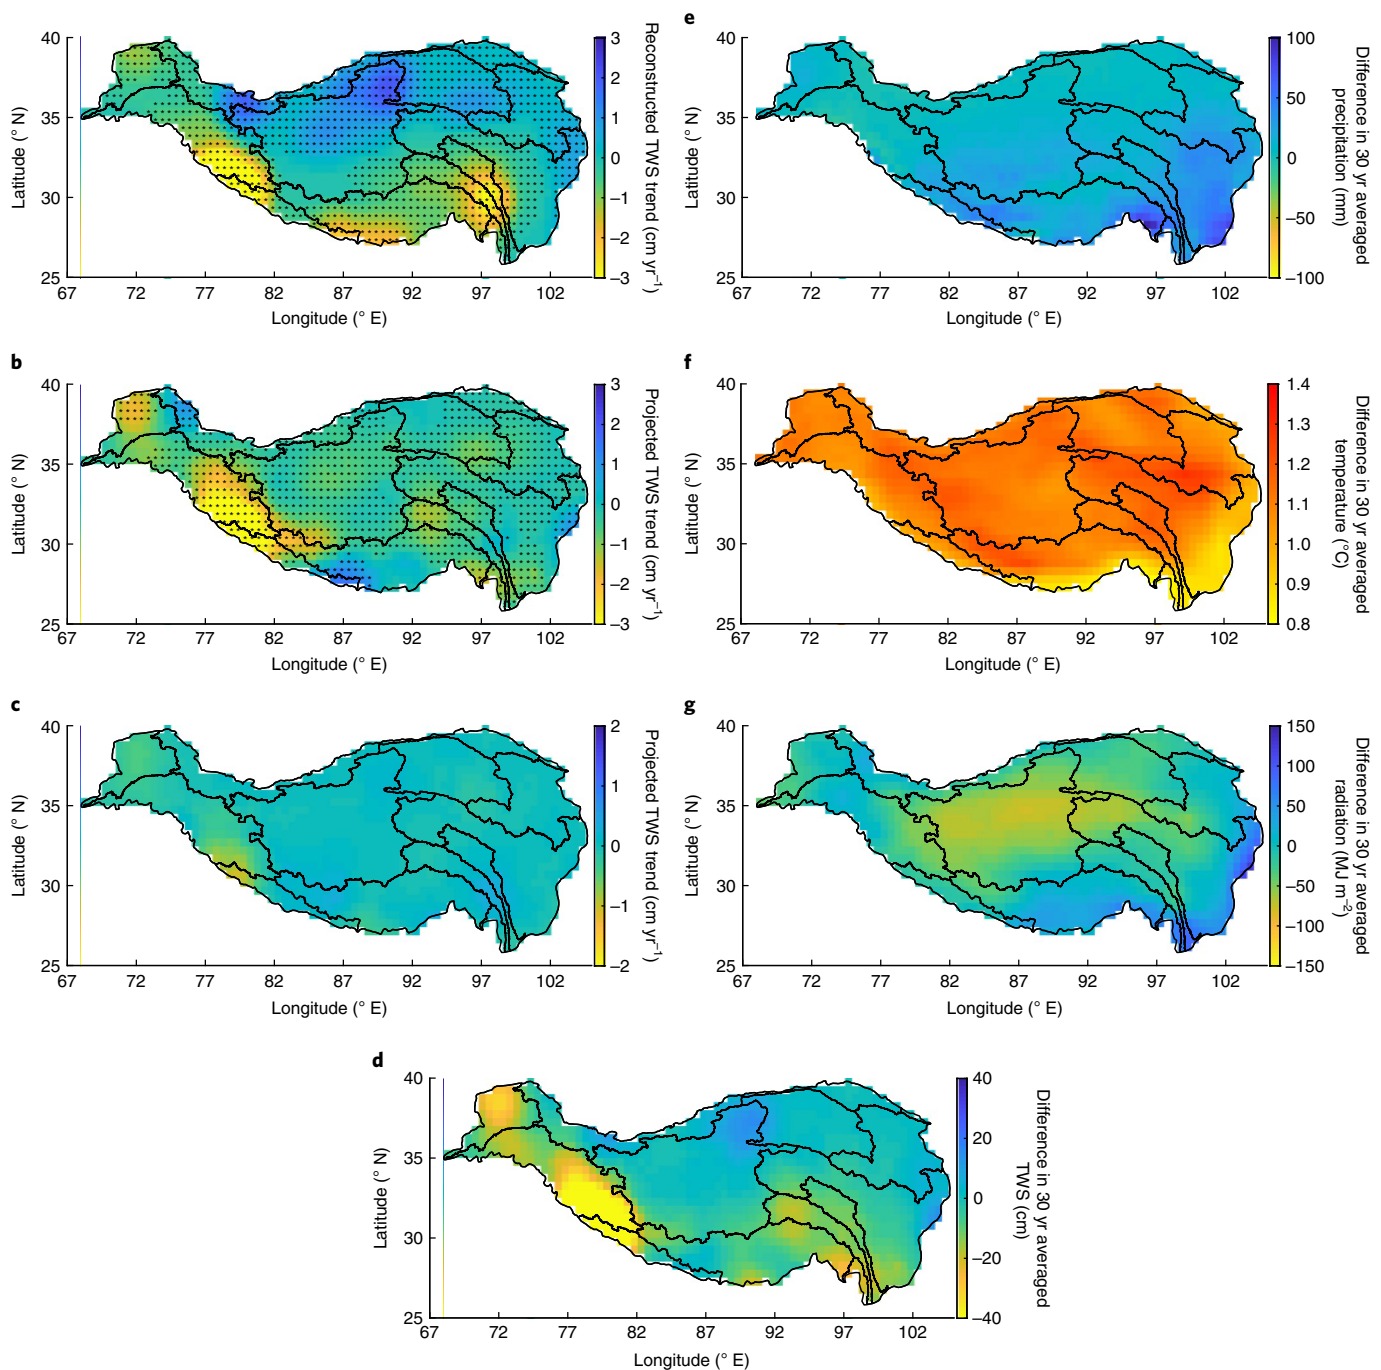 40
35
30
25
67 72 77 82 87 92 97 102
Latitude (° N)
Longitude (° E)
3
2
1
0
–1
–2
–3
Reconstructed TWS trend (cm yr⁻¹)
e
40
35
30
25
67 72 77 82 87 92 97 102
Latitude (° N)
Longitude (° E)
100
50
0
–50
–100
Difference in 30 yr averaged
precipitation (mm)
b
40
35
30
25
67 72 77 82 87 92 97 102
Latitude (° N)
Longitude (° E)
3
2
1
0
–1
–2
–3
Projected TWS trend (cm yr⁻¹)
f
40
35
30
25
67 72 77 82 87 92 97 102
Latitude (° N)
Longitude (° E)
1.4
1.3
1.2
1.1
1.0
0.9
0.8
Difference in 30 yr averaged
temperature (°C)
c
40
35
30
25
67 72 77 82 87 92 97 102
Latitude (° N)
Longitude (° E)
2
1
0
–1
–2
Projected TWS trend (cm yr⁻¹)
g
40
35
30
25
67 72 77 82 87 92 97 102
Latitude (° N)
Longitude (° E)
150
100
50
0
–50
–100
–150
Difference in 30 yr averaged
radiation (MJ m⁻²)
d
40
35
30
25
67 72 77 82 87 92 97 102
Latitude (° N)
Longitude (° E)
40
20
0
–20
–40
Difference in 30 yr averaged
TWS (cm)